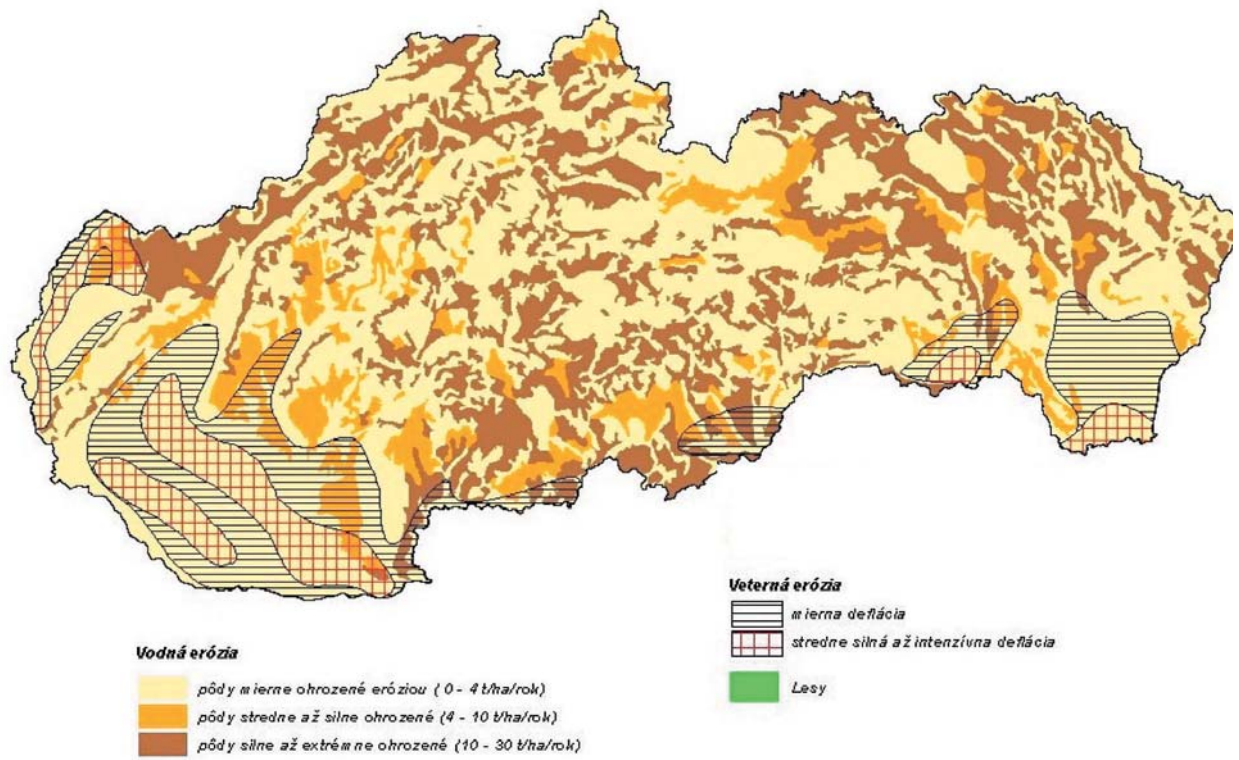 Vodná erózia
pôdy mierne ohrozené eróziou ( 0 - 4 t/ha/rok)
pôdy stredne až silne ohrozené (4 - 10 t/ha/rok)
pôdy silne až extrémne ohrozené (10 - 30 t/ha/rok)
Veterná erózia
mierna deflácia
stredne silná až intenzívna deflácia
Lesy